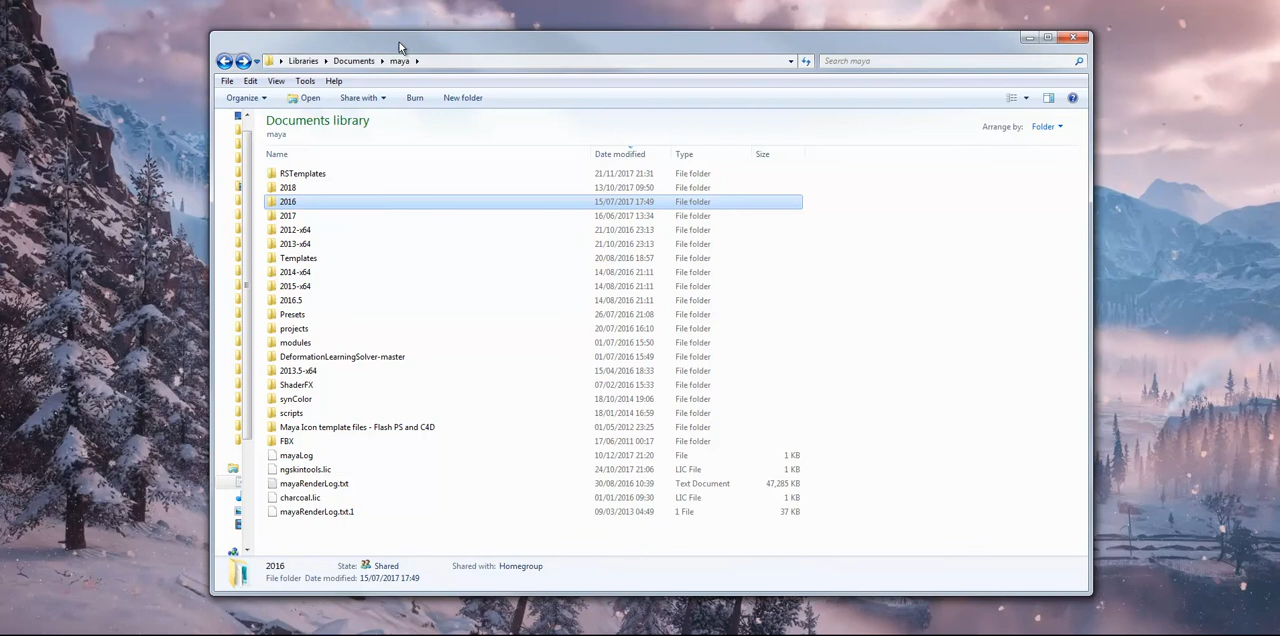 Libraries Documents maya Search maya
File Edit View Tools Help
Organize Open Share with Burn New folder
Documents library
maya
Arrange by: Folder
Name Date modified Type Size
RSTemplates 21/11/2017 21:31 File folder
2018 13/10/2017 09:50 File folder
2016 15/07/2017 17:49 File folder
2017 16/06/2017 13:34 File folder
2012-x64 21/10/2016 23:13 File folder
2013-x64 21/10/2016 23:13 File folder
Templates 20/08/2016 18:57 File folder
2014-x64 14/08/2016 21:11 File folder
2015-x64 14/08/2016 21:11 File folder
2016.5 14/08/2016 21:11 File folder
Presets 26/07/2016 21:08 File folder
projects 20/07/2016 16:10 File folder
modules 01/07/2016 15:50 File folder
DeformationLearningSolver-master 01/07/2016 15:49 File folder
2013.5-x64 15/04/2016 18:33 File folder
ShaderFX 07/02/2016 15:33 File folder
synColor 18/10/2014 19:06 File folder
scripts 18/01/2014 16:59 File folder
Maya Icon template files - Flash PS and C4D 01/05/2012 23:25 File folder
FBX 17/06/2011 00:17 File folder
mayaLog 10/12/2017 21:20 File 1 KB
ngskintools.lic 24/10/2017 21:06 LIC File 1 KB
mayaRenderLog.txt 30/08/2016 10:39 Text Document 47,285 KB
charcoal.lic 01/01/2016 09:30 LIC File 1 KB
mayaRenderLog.txt.1 09/03/2013 04:49 1 File 37 KB
2016 State: Shared Shared with: Homegroup
File folder Date modified: 15/07/2017 17:49